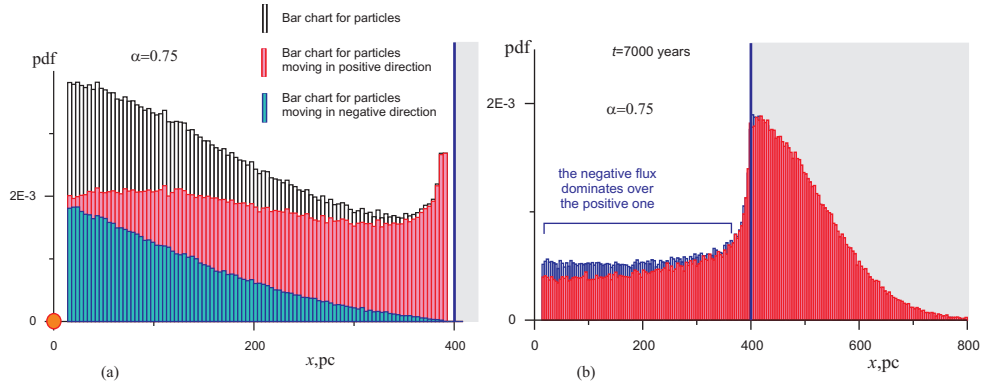 Bar chart for particles
pdf
α=0.75
Bar chart for particles
moving in positive direction
Bar chart for particles
moving in negative direction
2E-3
0
0
200
400
x,pc
(a)
pdf
t=7000 years
2E-3
α=0.75
the negative flux
dominates over
the positive one
0
0
200
400
600
800
x,pc
(b)